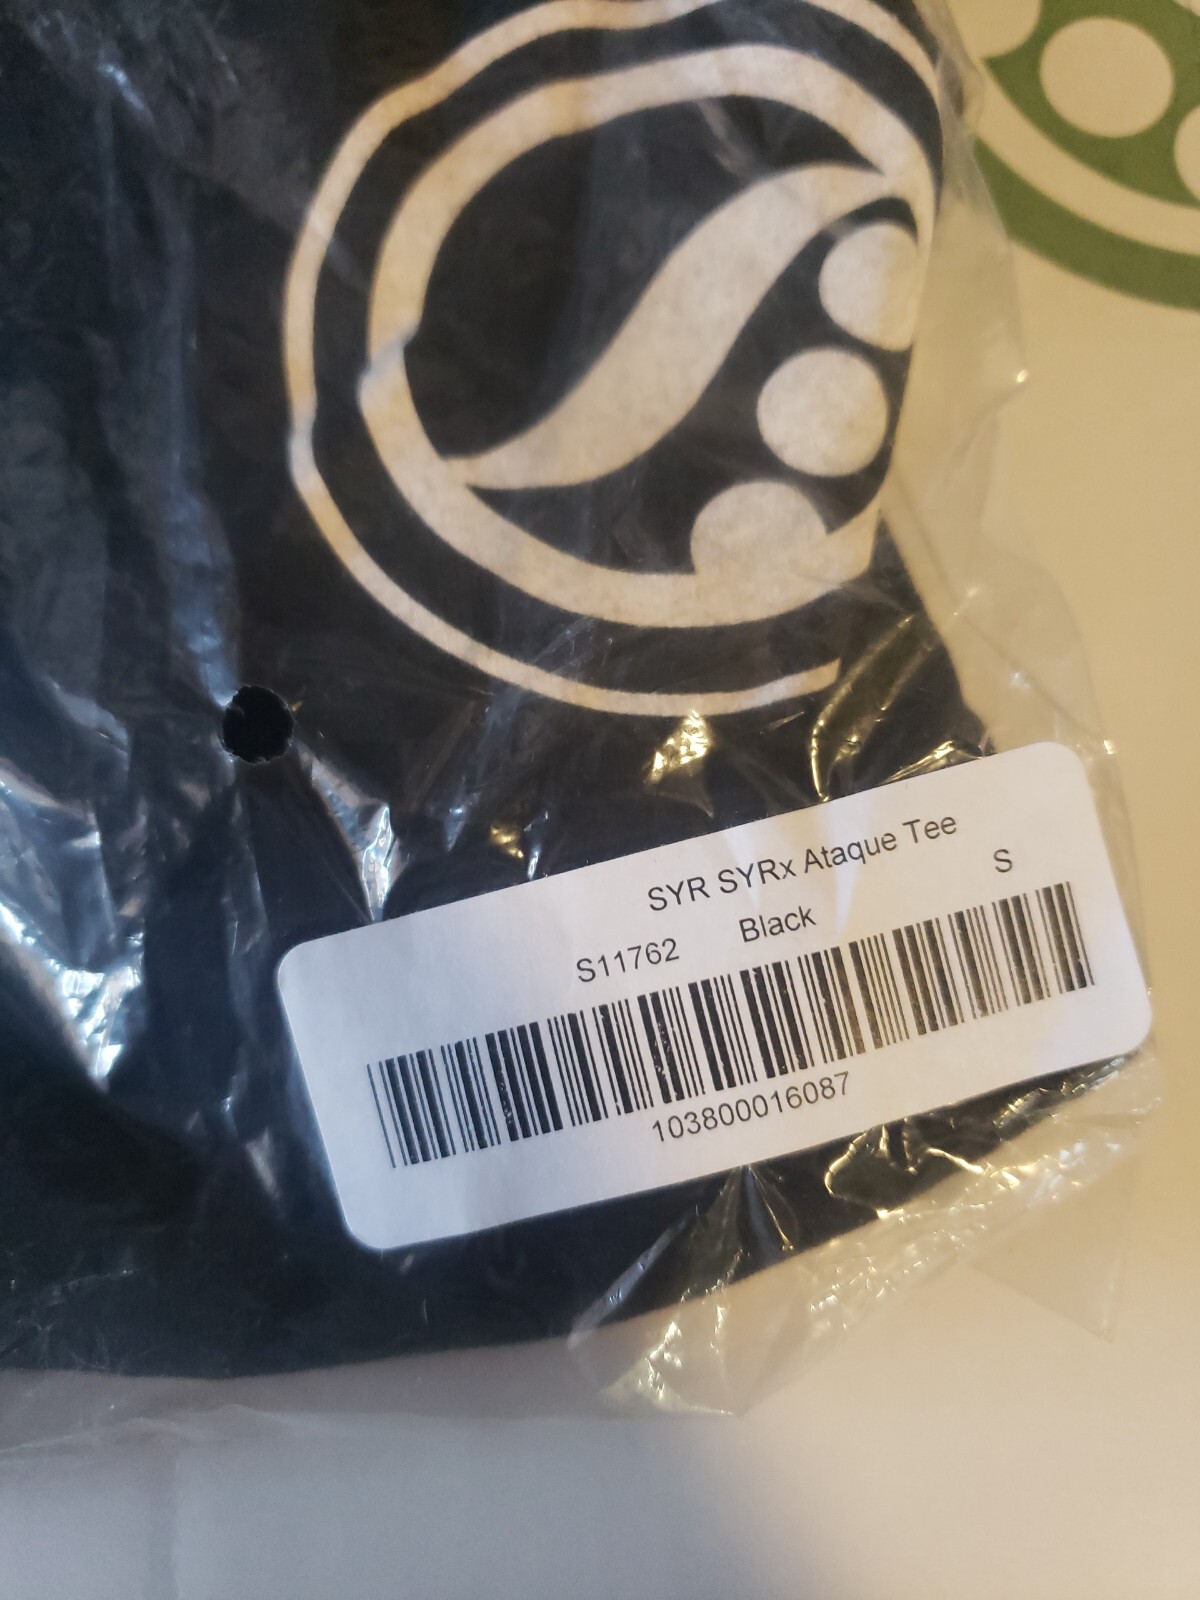 SYR SYRx Ataque Tee
S11762 Black S
103800016087